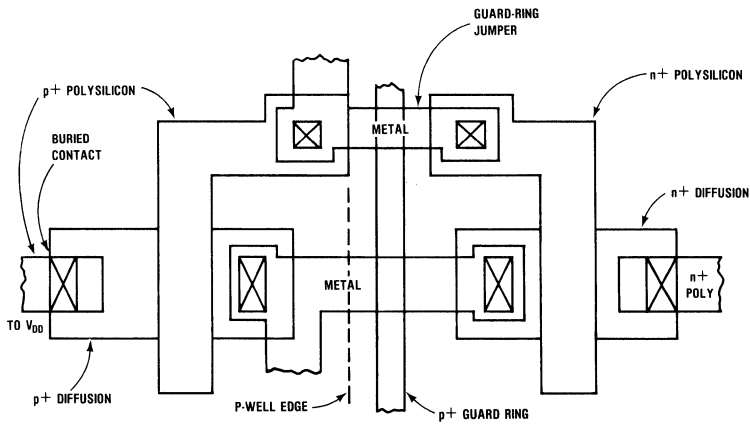 GUARD-RING
JUMPER
p+ POLYSILICON
n+ POLYSILICON
BURIED
CONTACT
METAL
n+ DIFFUSION
METAL
n+
POLY
TO VDD
p+ DIFFUSION
P-WELL EDGE
p+ GUARD RING